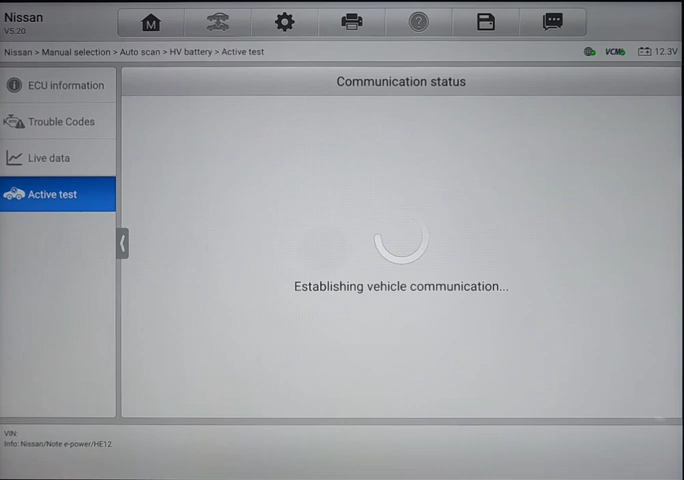 Nissan
V5.20
M
?
Nissan > Manual selection > Auto scan > HV battery > Active test
VCMI
12.3V
ECU information
Trouble Codes
Live data
Active test
Communication status
Establishing vehicle communication...
VIN:
Info: Nissan/Note e-power/HE12